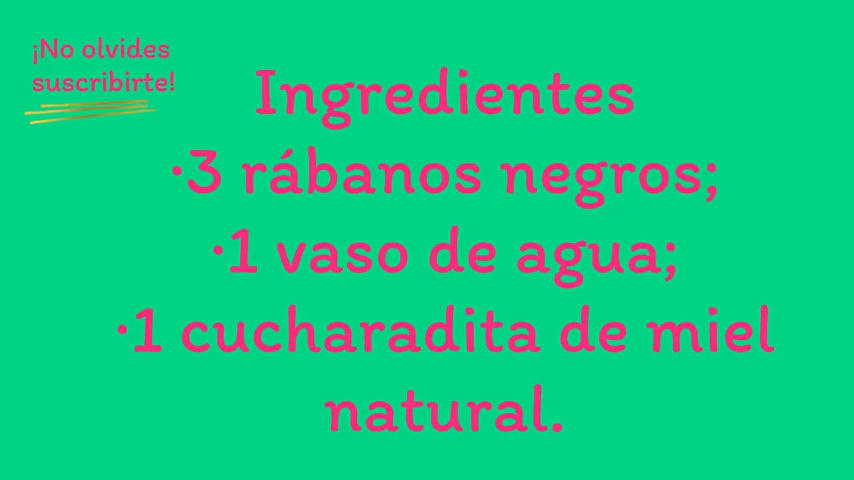 ¡No olvides
suscribirte!
Ingredientes
·3 rábanos negros;
·1 vaso de agua;
·1 cucharadita de miel
natural.